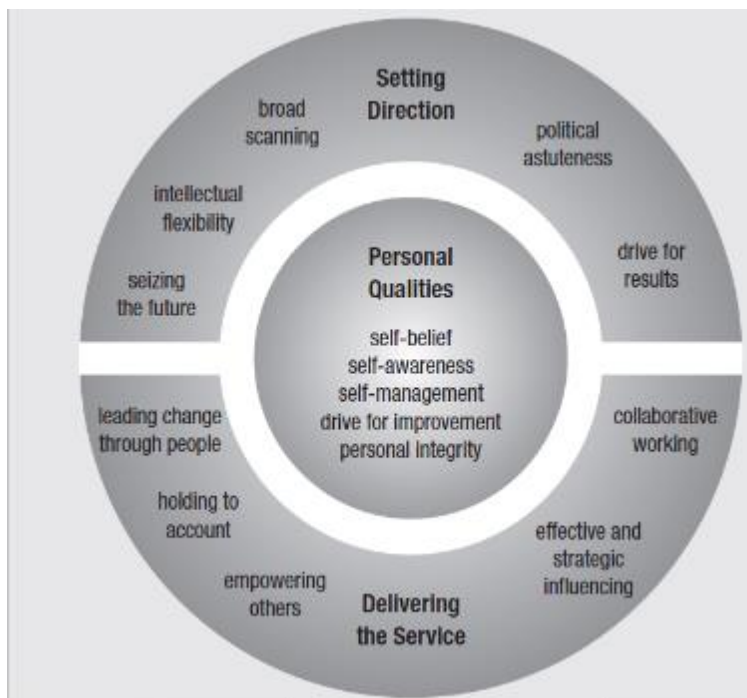 Setting
Direction
broad
scanning
political
astuteness
intellectual
flexibility
drive for
results
seizing
the future
Personal
Qualities
self-belief
self-awareness
self-management
drive for improvement
personal integrity
leading change
through people
collaborative
working
holding to
account
effective and
strategic
influencing
empowering
others
Delivering
the Service